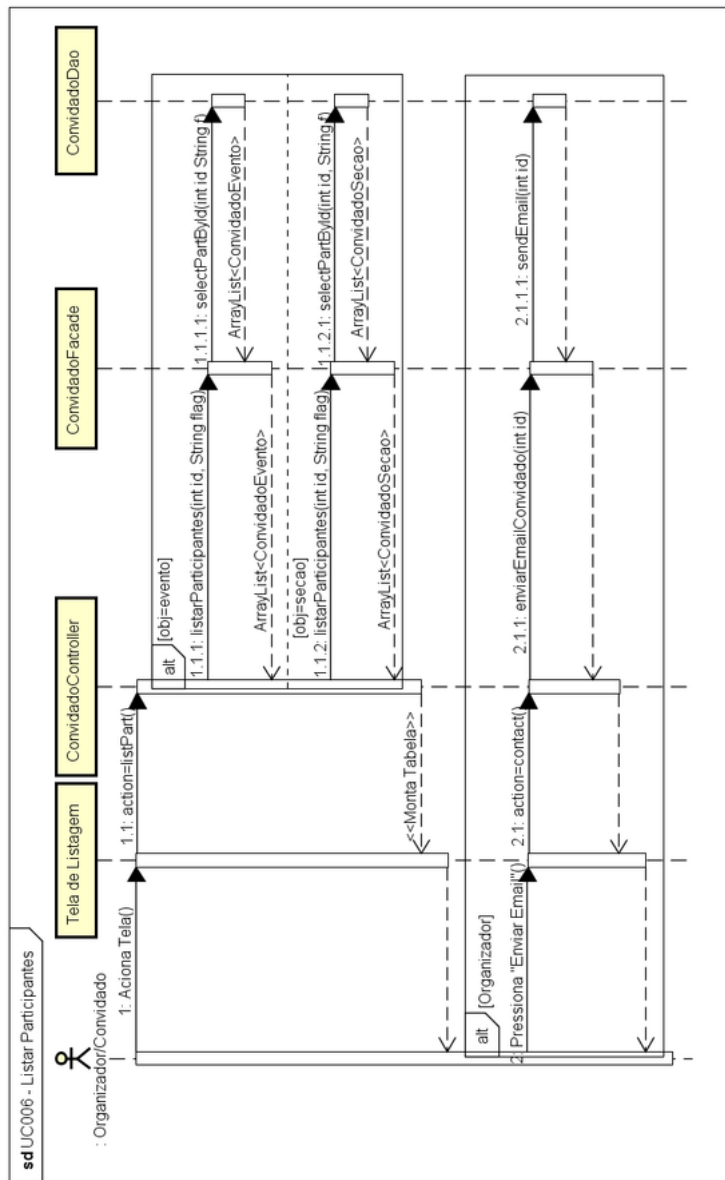 sd UC006 - Listar Participantes
: Organizador/Convidado
Tela de Listagem
ConvidadoController
ConvidadoFacade
ConvidadoDao
1: Aciona Tela()
1.1: action=listPart()
alt
[obj=evento]
1.1.1: listarParticipantes(int id, String flag)
1.1.1.1: selectPartById(int id String f)
ArrayList<ConvidadoEvento>
ArrayList<ConvidadoEvento>
[obj=secao]
1.1.2: listarParticipantes(int id, String flag)
1.1.2.1: selectPartById(int id, String f)
ArrayList<ConvidadoSecao>
ArrayList<ConvidadoSecao>
<<Monta Tabela>>
alt
[Organizador]
2: Pressiona "Enviar Email"()
2.1: action=contact()
2.1.1: enviarEmailConvidado(int id)
2.1.1.1: sendEmail(int id)